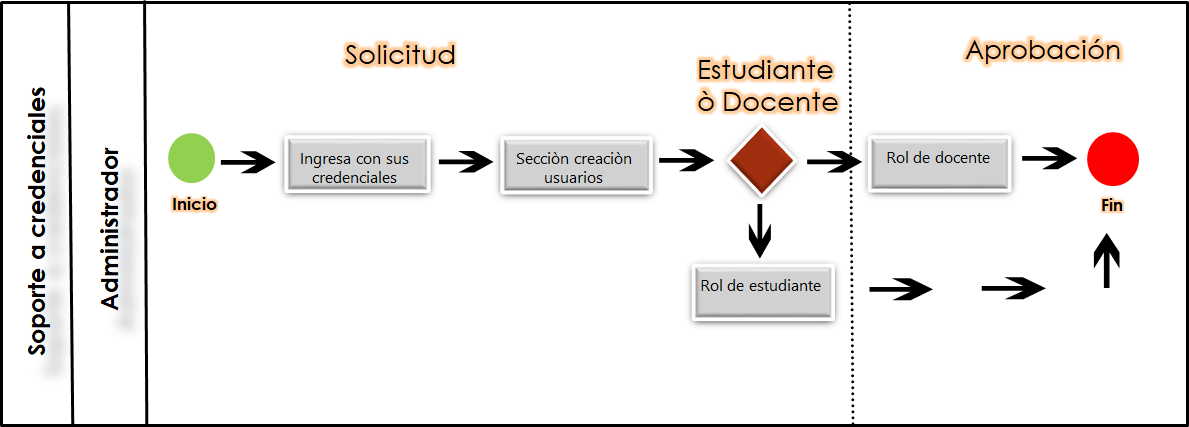 Soporte a credenciales
Administrador
Solicitud
Estudiante
ò Docente
Aprobación
Inicio
Ingresa con sus
credenciales
Secciòn creaciòn
usuarios
Rol de docente
Fin
Rol de estudiante